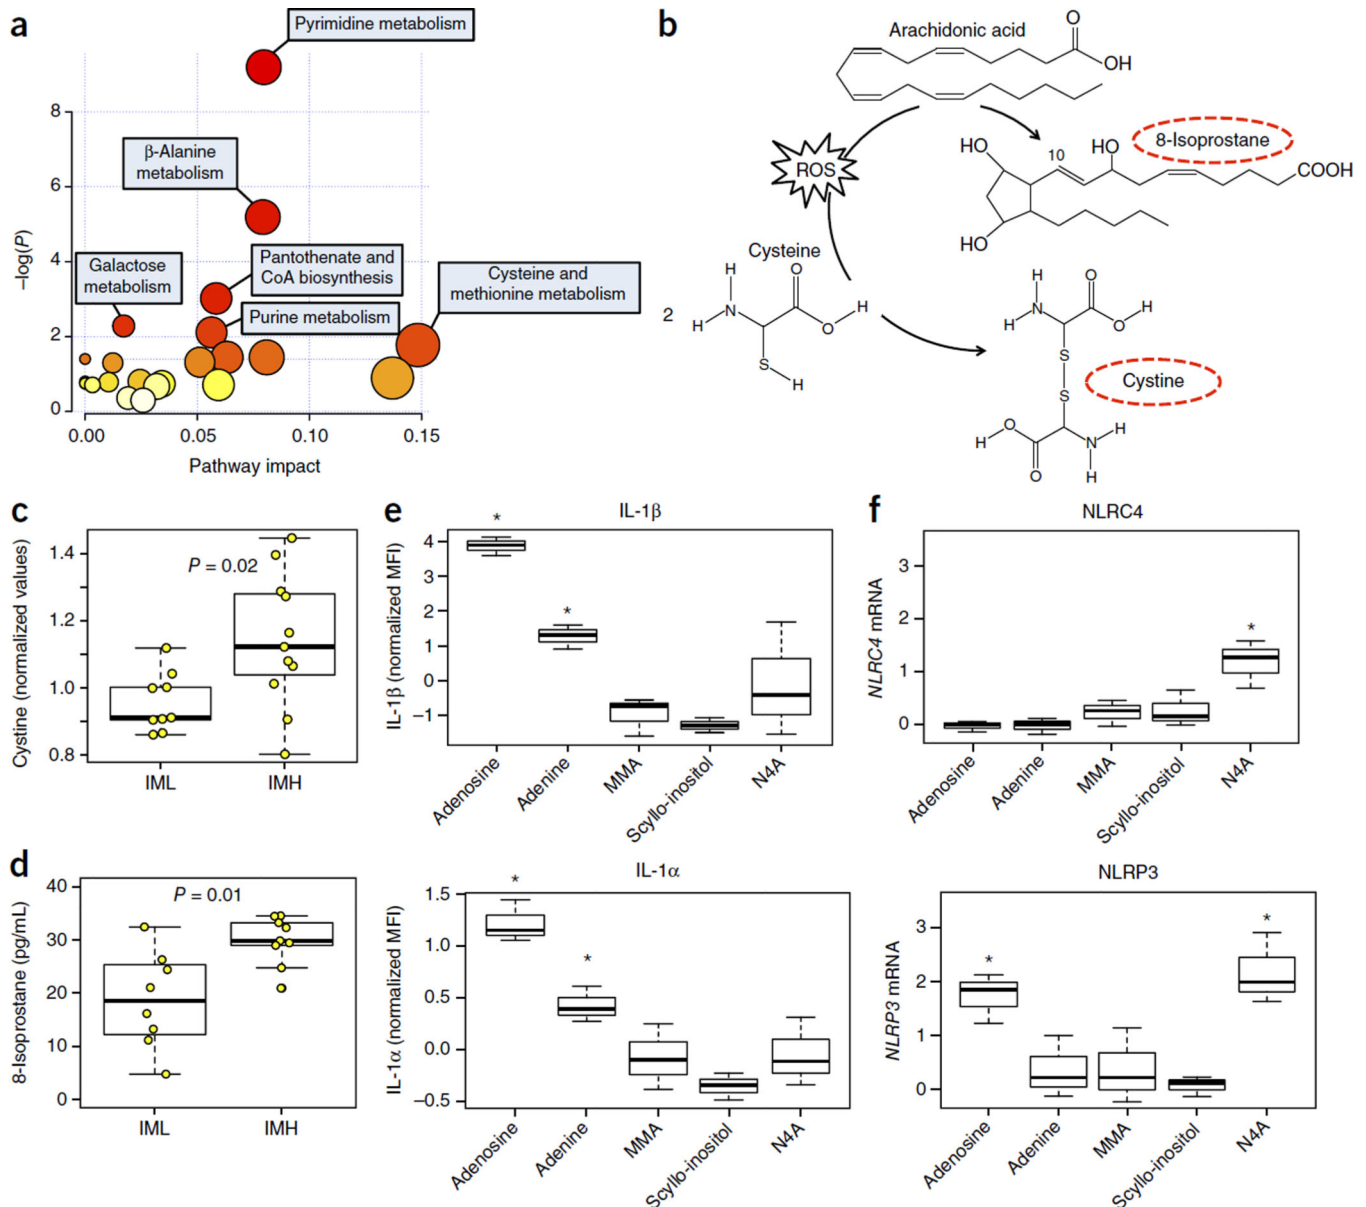 a
Pyrimidine metabolism
β-Alanine
metabolism
Galactose
metabolism
Pantothenate and
CoA biosynthesis
Purine metabolism
Cysteine and
methionine metabolism
–log(P)
8
6
4
2
0
0.00 0.05 0.10 0.15
Pathway impact
b
Arachidonic acid
O
OH
ROS
8-Isoprostane
HO
10
HO
COOH
HO
Cysteine
2
H
N
H
O
O
H
S
H
H
N
H
O
O
H
S
S
Cystine
H
O
O
N
H
H
c
Cystine (normalized values)
1.4
1.2
1.0
0.8
P = 0.02
IML IMH
d
8-Isoprostane (pg/mL)
40
30
20
10
0
P = 0.01
IML IMH
e
IL-1β
IL-1β (normalized MFI)
4
3
2
1
0
–1
*
*
Adenosine
Adenine
MMA
Scyllo-inositol
N4A
IL-1α
IL-1α (normalized MFI)
1.5
1.0
0.5
0.0
–0.5
*
*
Adenosine
Adenine
MMA
Scyllo-inositol
N4A
f
NLRC4
NLRC4 mRNA
3
2
1
0
*
Adenosine
Adenine
MMA
Scyllo-inositol
N4A
NLRP3
NLRP3 mRNA
3
2
1
0
*
*
Adenosine
Adenine
MMA
Scyllo-inositol
N4A